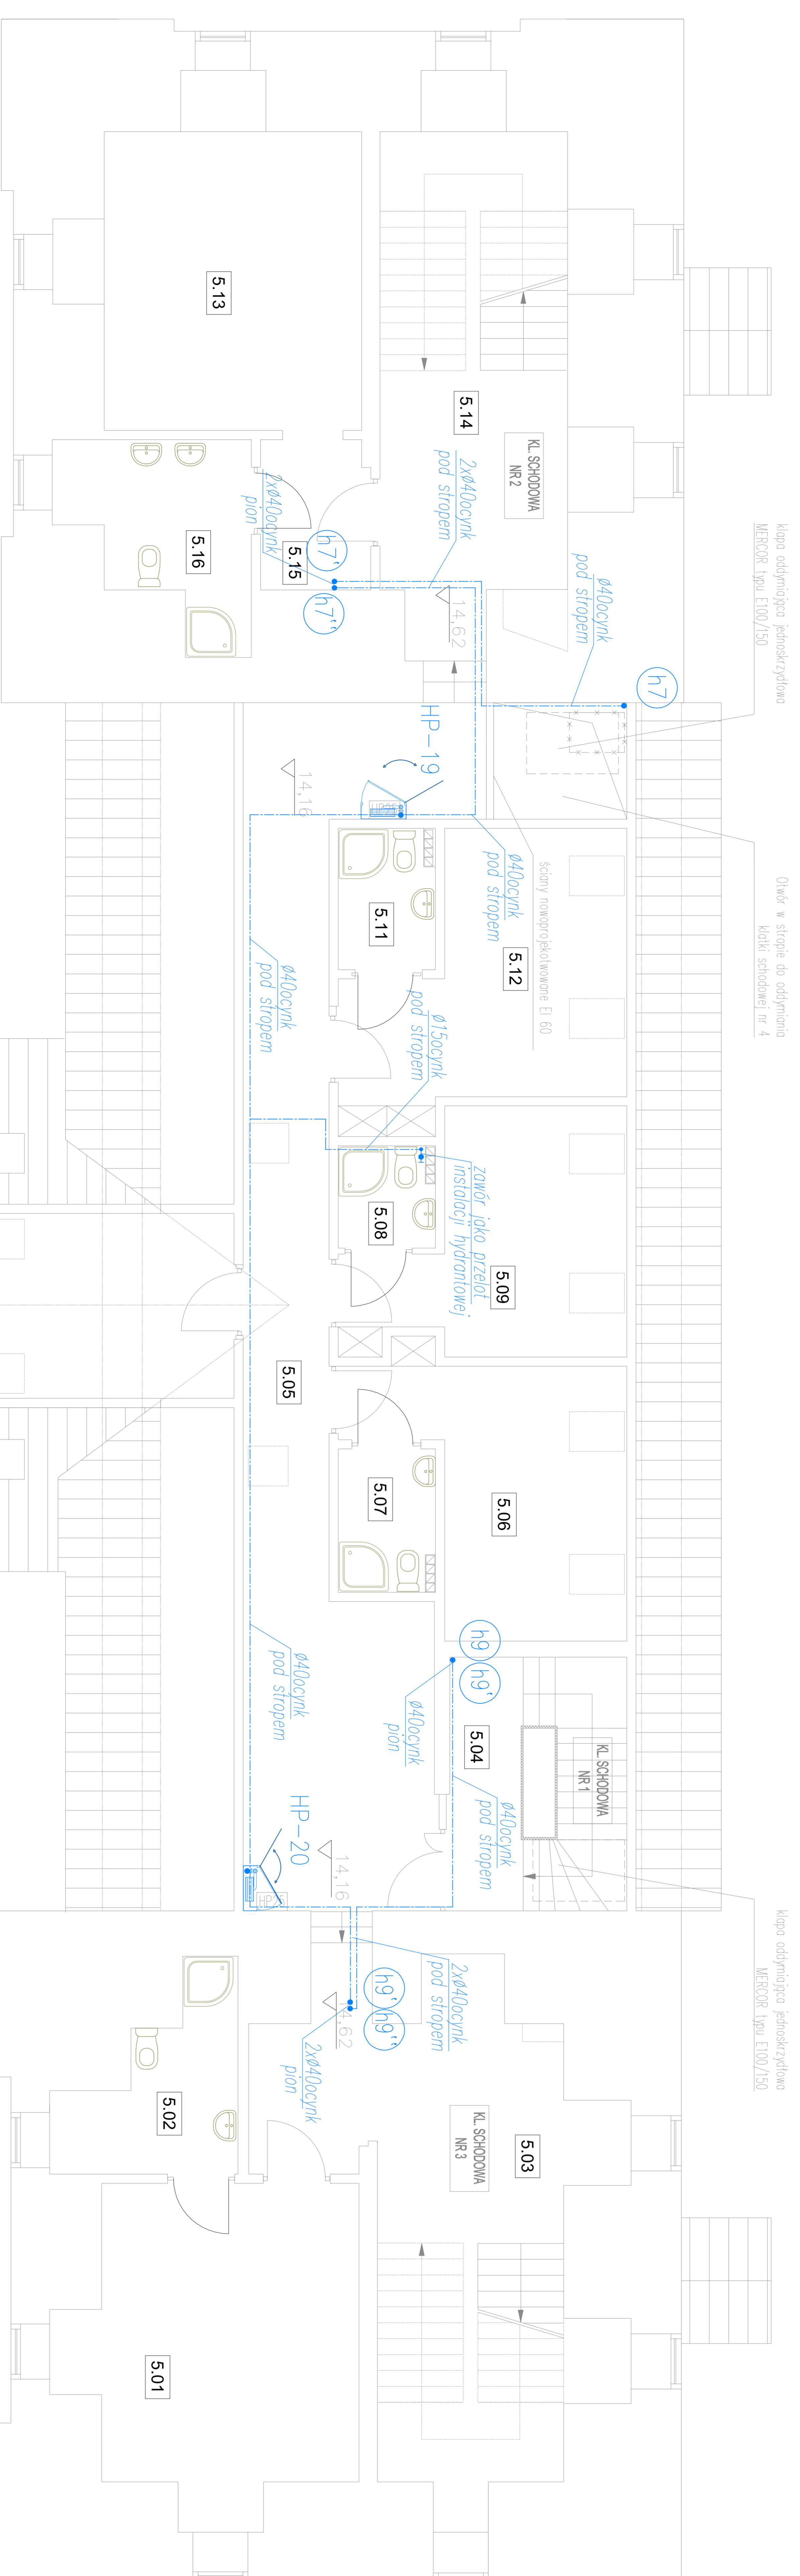 klapa oddymiająca jednoskrzydłowa
MERCOR typu E100/150
Otwór w stropie do oddymiania
klatki schodowej nr 4
klapa oddymiająca jednoskrzydłowa
MERCOR typu E100/150
h7
ø40ocynk
pod stropem
KL. SCHODOWA
NR 2
5.14
2xø40ocynk
pod stropem
14,62
5.13
2xø40ocynk
pion
h7'
h7''
5.15
5.16
ściany nowoprojektowane EI 60
5.12
ø40ocynk
pod stropem
HP-19
14,16
5.11
ø40ocynk
pod stropem
ø15ocynk
pod stropem
zawór jako przelot
instalacji hydrantowej
5.09
5.08
5.05
5.06
5.07
h9
h9'
KL. SCHODOWA
NR 1
5.04
ø40ocynk
pion
ø40ocynk
pod stropem
ø40ocynk
pod stropem
HP-20
14,16
h9'
h9''
2xø40ocynk
pod stropem
14,62
2xø40ocynk
pion
KL. SCHODOWA
NR 3
5.03
5.02
5.01